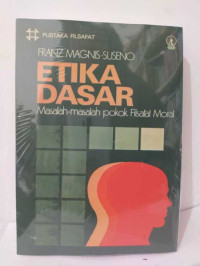 PUSTAKA FILSAFAT
FRANZ MAGNIS-SUSENO
ETIKA
DASAR
Masalah-masalah pokok Filsafat Moral